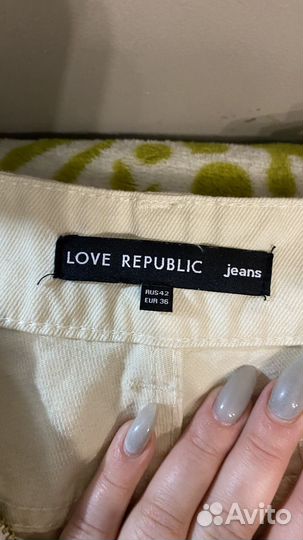 LOVE REPUBLIC jeans
RUS 42
EUR 36
Avito